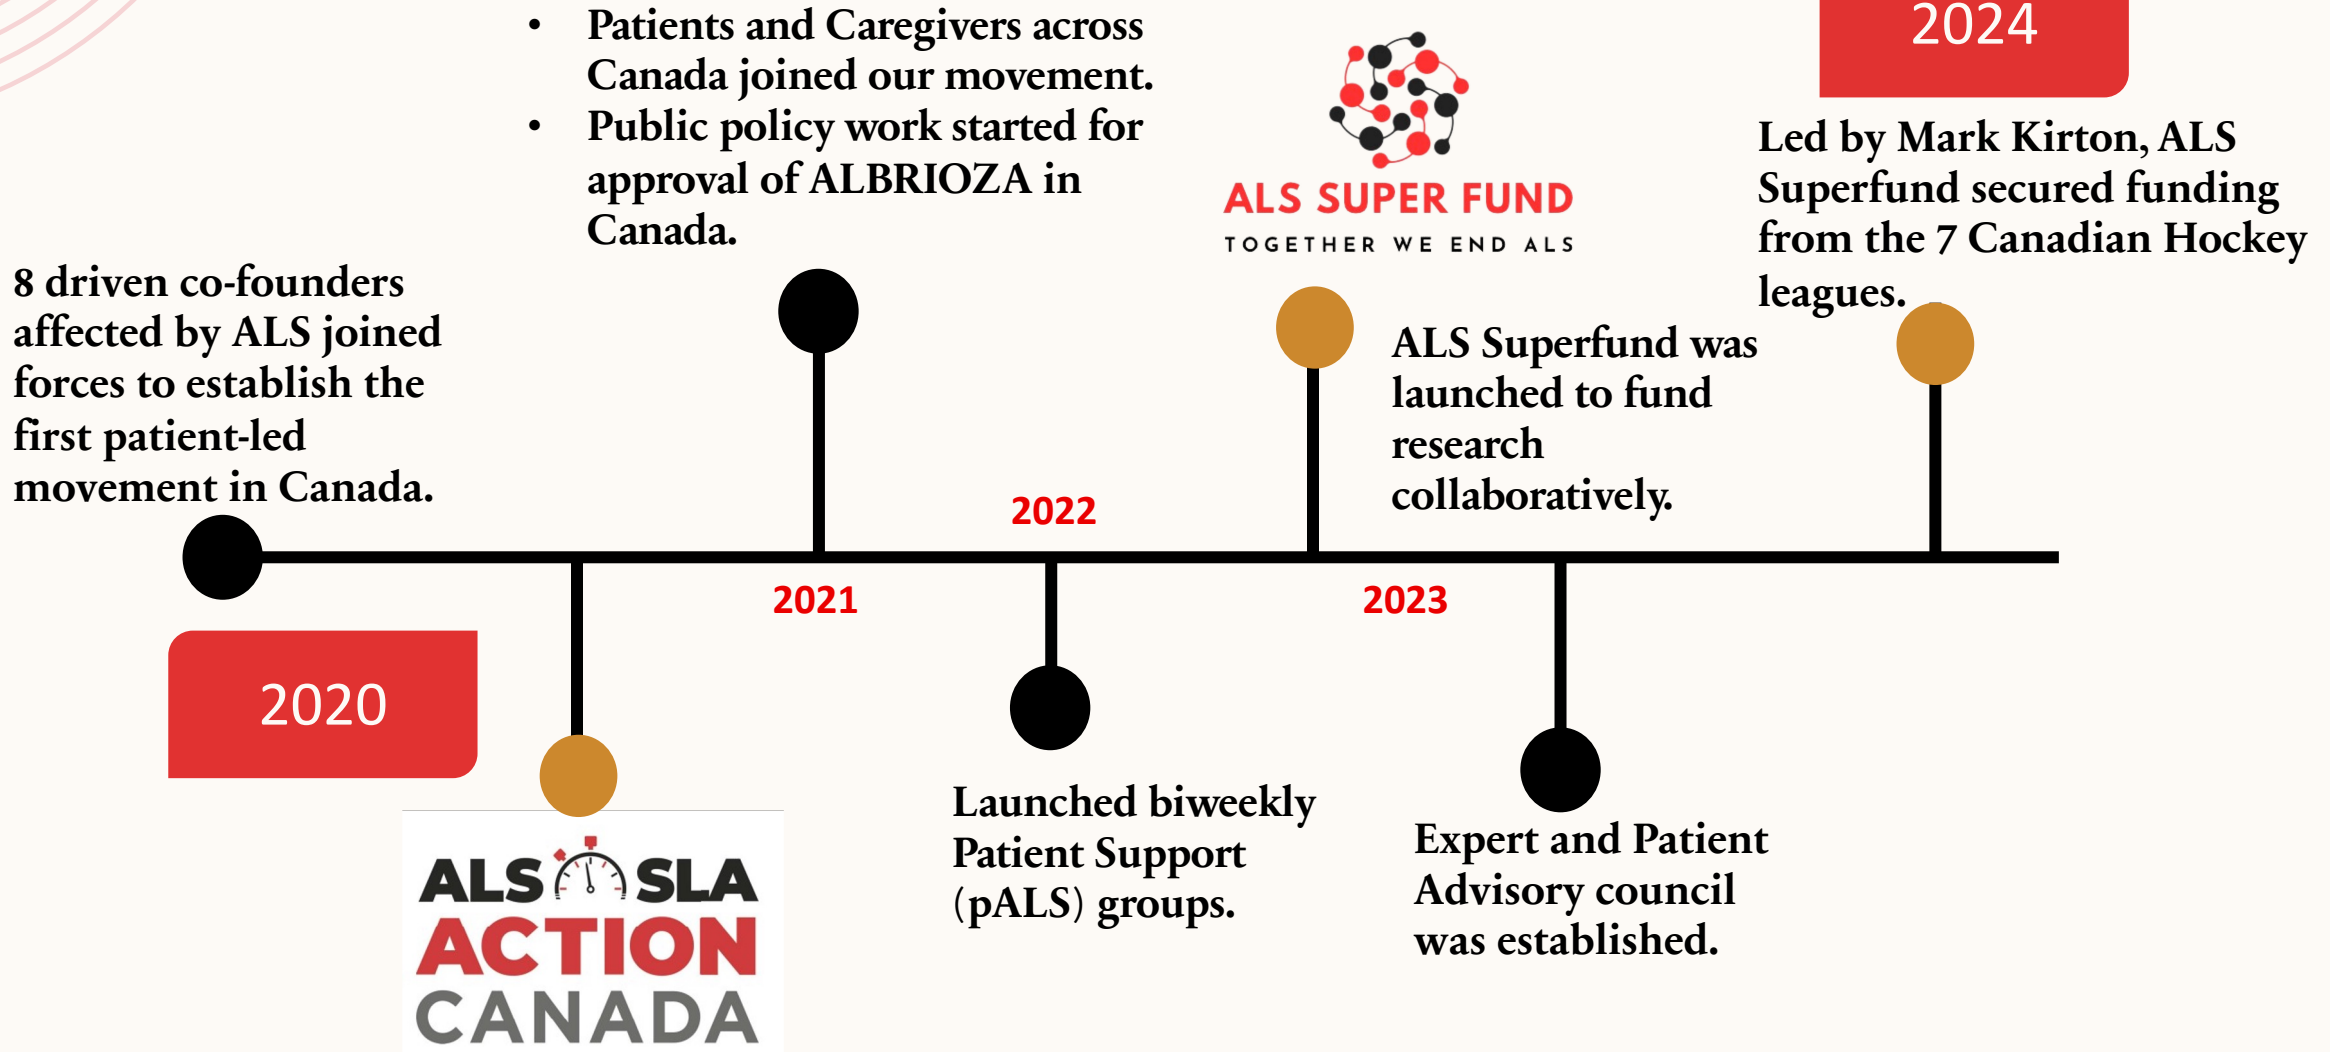 • Patients and Caregivers across
Canada joined our movement.
• Public policy work started for
approval of ALBRIOZA in
Canada.
ALS SUPER FUND
TOGETHER WE END ALS
2024
Led by Mark Kirton, ALS
Superfund secured funding
from the 7 Canadian Hockey
leagues.
8 driven co-founders
affected by ALS joined
forces to establish the
first patient-led
movement in Canada.
ALS Superfund was
launched to fund
research
collaboratively.
2022
2021
2023
2020
Launched biweekly
Patient Support
(pALS) groups.
Expert and Patient
Advisory council
was established.
ALS SLA
ACTION
CANADA